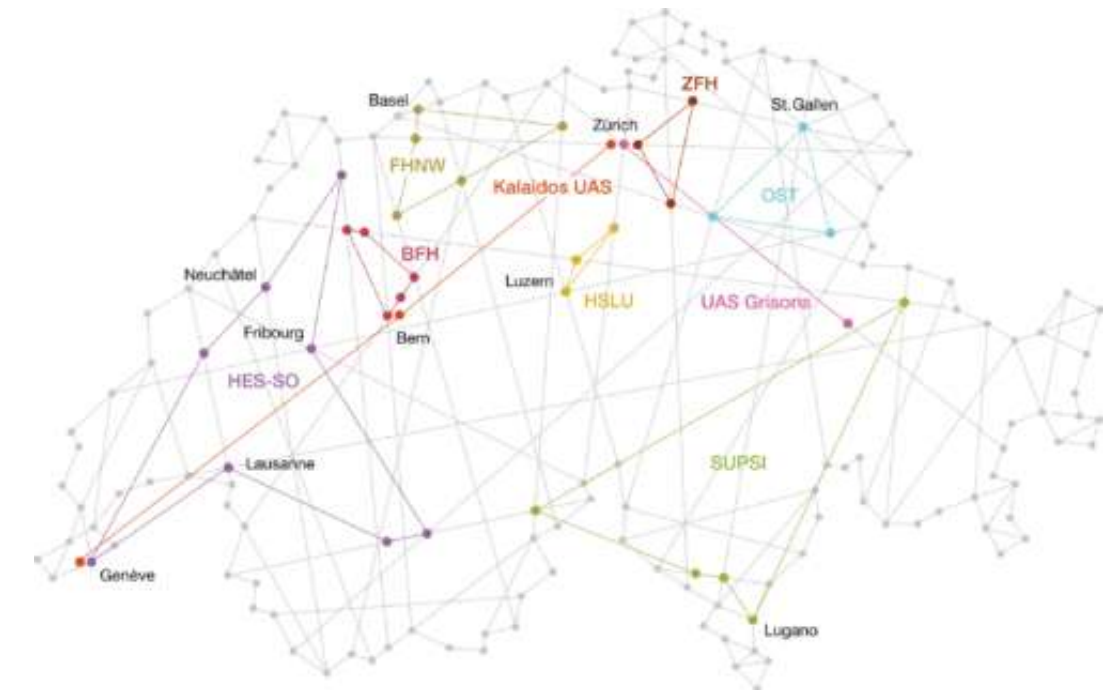 ZFH
Basel
St. Gallen
Zürich
FHNW
Kalaidos UAS
OST
BFH
Neuchâtel
Luzern
HSLU
UAS Grisons
Fribourg
Bern
HES-SO
Lausanne
SUPSI
Genève
Lugano